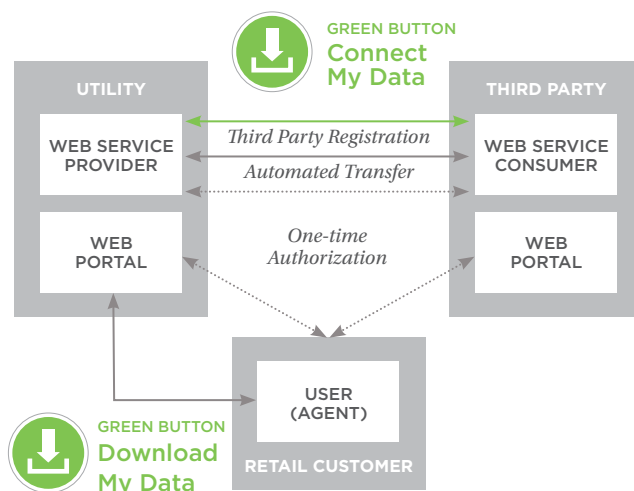 GREEN BUTTON
Connect
My Data
UTILITY
THIRD PARTY
WEB SERVICE
PROVIDER
Third Party Registration
Automated Transfer
WEB SERVICE
CONSUMER
WEB
PORTAL
One-time
Authorization
WEB
PORTAL
USER
(AGENT)
RETAIL CUSTOMER
GREEN BUTTON
Download
My Data